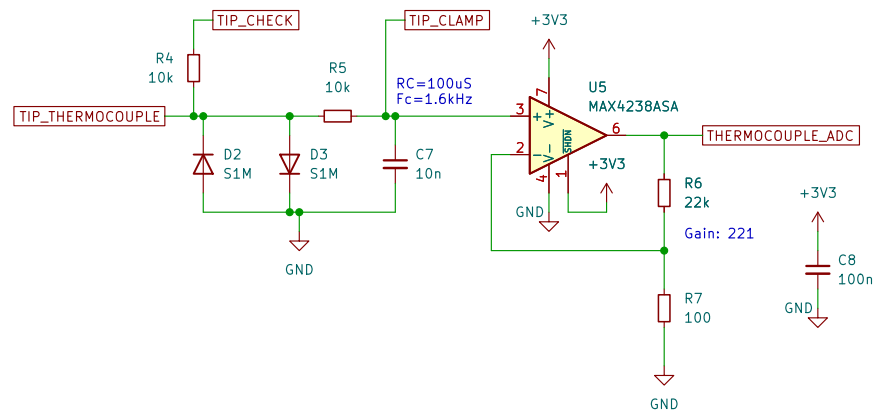 TIP_CHECK
TIP_CLAMP
+3V3
R4
10k
R5
10k
RC=100uS
Fc=1.6kHz
U5
MAX4238ASA
TIP_THERMOCOUPLE
3
+
7
V+
6
THERMOCOUPLE_ADC
2
-
V-
SHDN
4
1
+3V3
D2
S1M
D3
S1M
C7
10n
GND
GND
R6
22k
Gain: 221
+3V3
C8
100n
GND
R7
100
GND